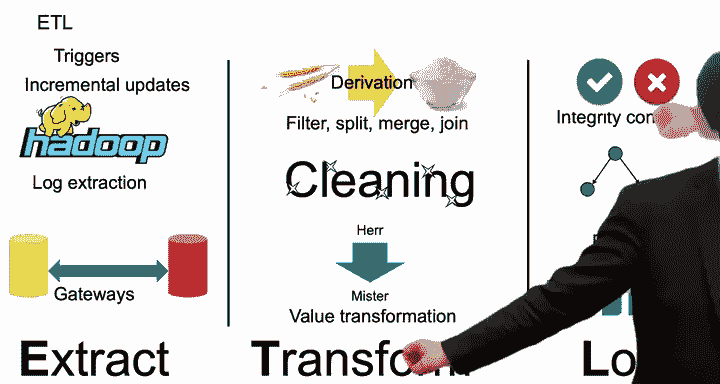 ETL
Triggers
Incremental updates
hadoop
Log extraction
Gateways
Extract
Derivation
Filter, split, merge, join
Cleaning
Herr
Mister
Value transformation
Transform
Integrity